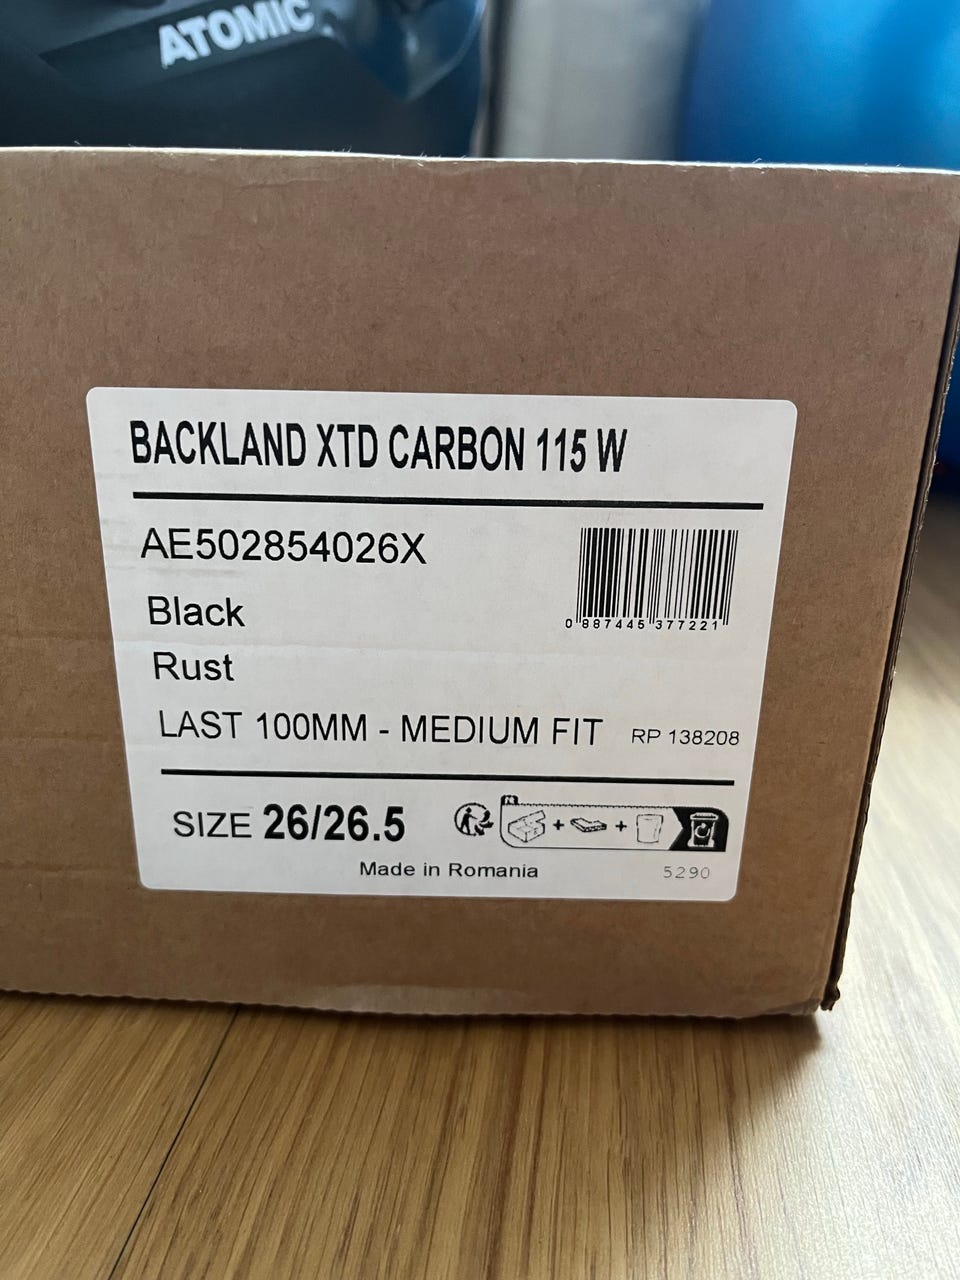 ATOMIC
BACKLAND XTD CARBON 115 W
AE502854026X
Black
0 887445 377221
Rust
LAST 100MM - MEDIUM FIT RP 138208
SIZE 26/26.5
Made in Romania 5290